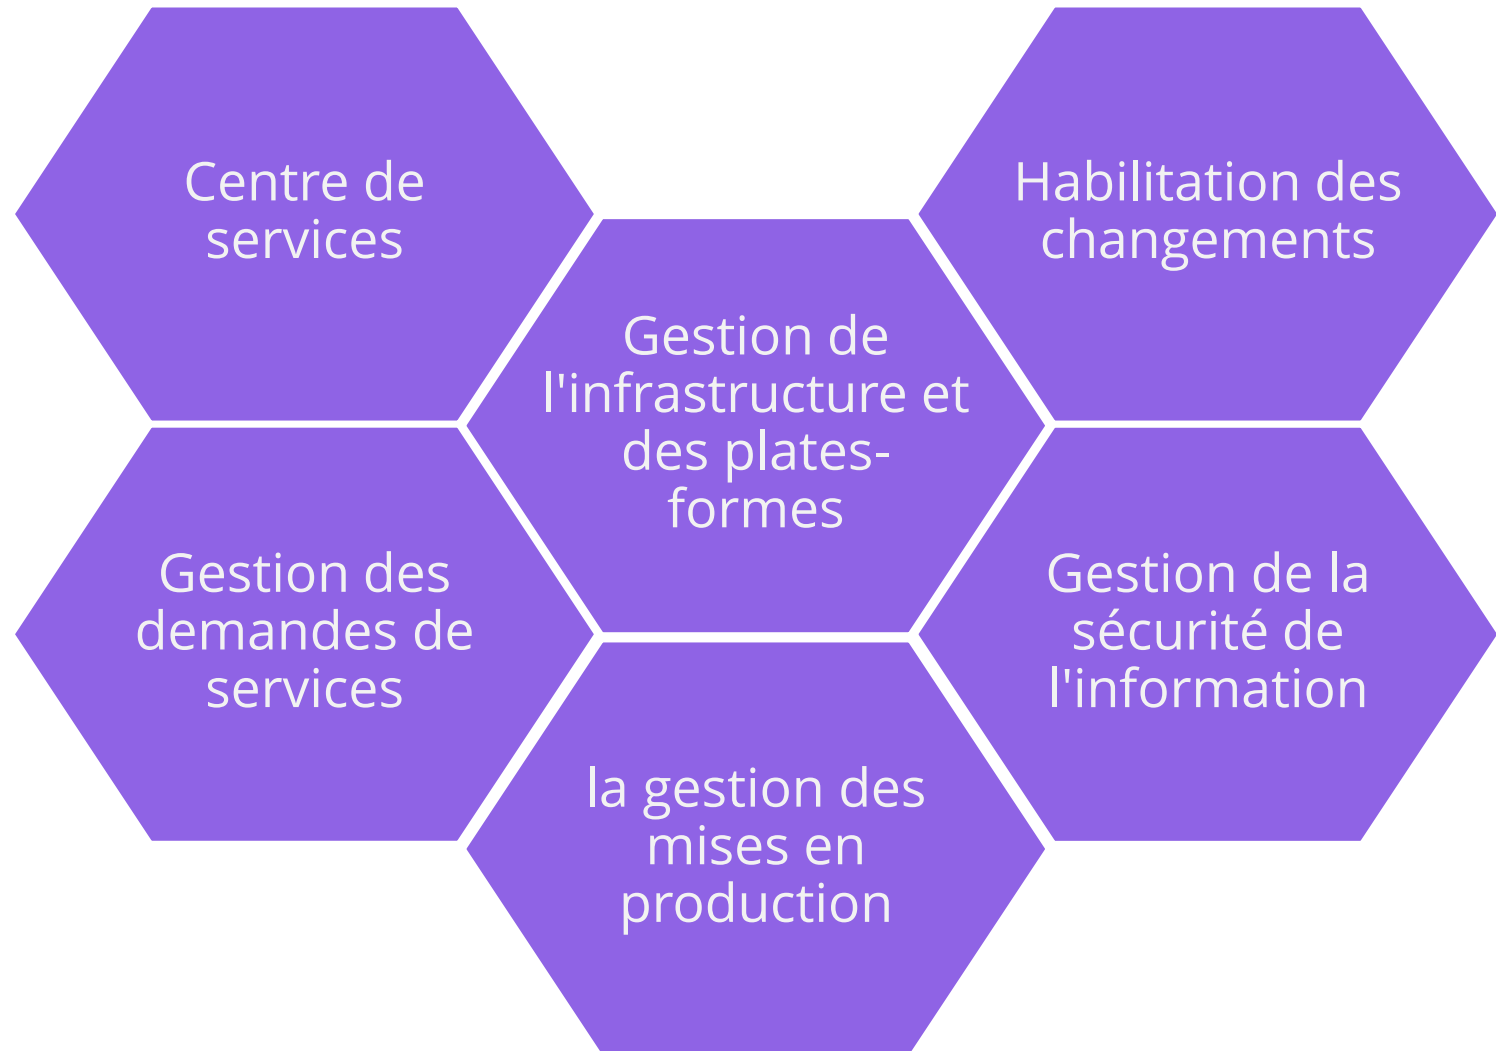 Centre de
services
Habilitation des
changements
Gestion de
l'infrastructure et
des plates-
formes
Gestion des
demandes de
services
Gestion de la
sécurité de
l'information
la gestion des
mises en
production